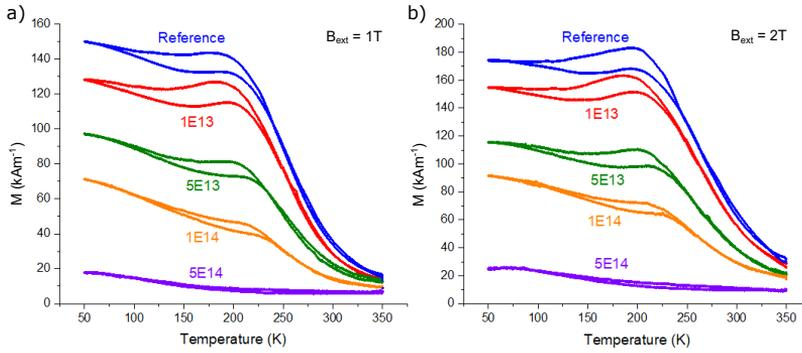 a)
160
140
120
100
80
60
40
20
0
M (kAm⁻¹)
Reference
B_ext = 1T
1E13
5E13
1E14
5E14
50
100
150
200
250
300
350
Temperature (K)
b)
200
180
160
140
120
100
80
60
40
20
0
M (kAm⁻¹)
Reference
B_ext = 2T
1E13
5E13
1E14
5E14
50
100
150
200
250
300
350
Temperature (K)